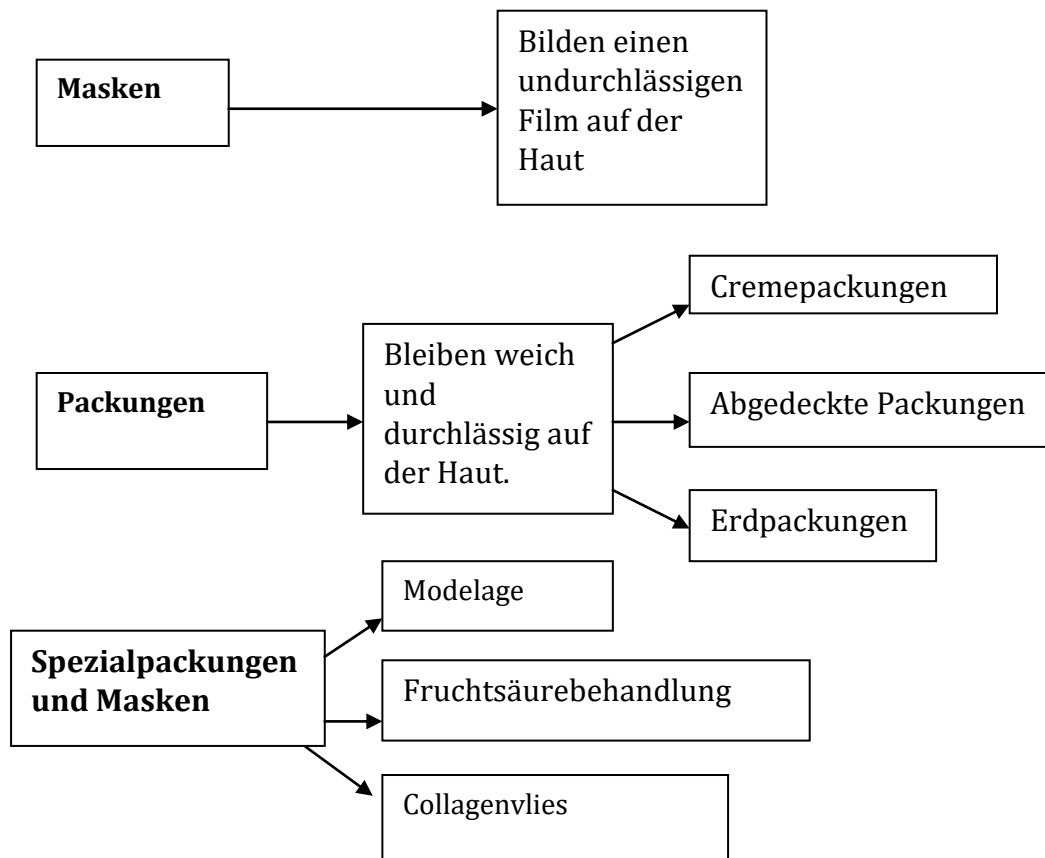 Masken
Bilden einen
undurchlässigen
Film auf der
Haut
Packungen
Bleiben weich
und
durchlässig auf
der Haut.
Cremepackungen
Abgedeckte Packungen
Erdpackungen
Spezialpackungen
und Masken
Modelage
Fruchtsäurebehandlung
Collagenvlies